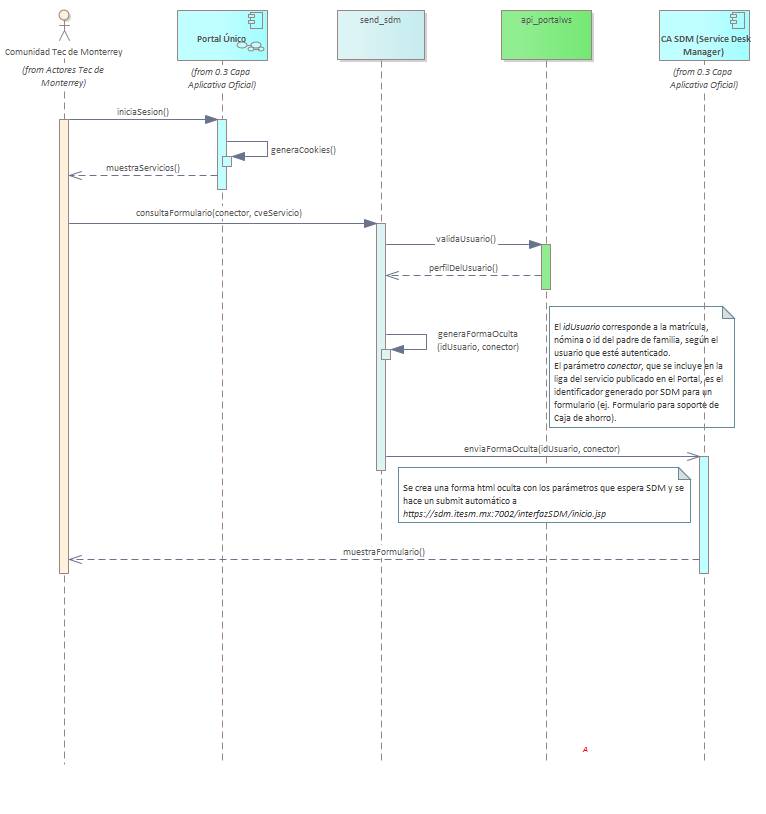 Comunidad Tec de Monterrey
(from Actores Tec de
Monterrey)
Portal Único
(from 0.3 Capa
Aplicativa Oficial)
send_sdm
api_portalws
CA SDM (Service Desk
Manager)
(from 0.3 Capa
Aplicativa Oficial)
iniciaSesion()
generaCookies()
muestraServicios()
consultaFormulario(conector, cveServicio)
validaUsuario()
perfilDelUsuario()
generaFormaOculta
(idUsuario, conector)
El idUsuario corresponde a la matrícula,
nómina o id del padre de familia, según el
usuario que esté autenticado.
El parámetro conector, que se incluye en la
liga del servicio publicado en el Portal, es el
identificador generado por SDM para un
formulario (ej. Formulario para soporte de
Caja de ahorro).
enviaFormaOculta(idUsuario, conector)
Se crea una forma html oculta con los parámetros que espera SDM y se
hace un submit automático a
https://sdm.itesm.mx:7002/interfazSDM/inicio.jsp
muestraFormulario()
A